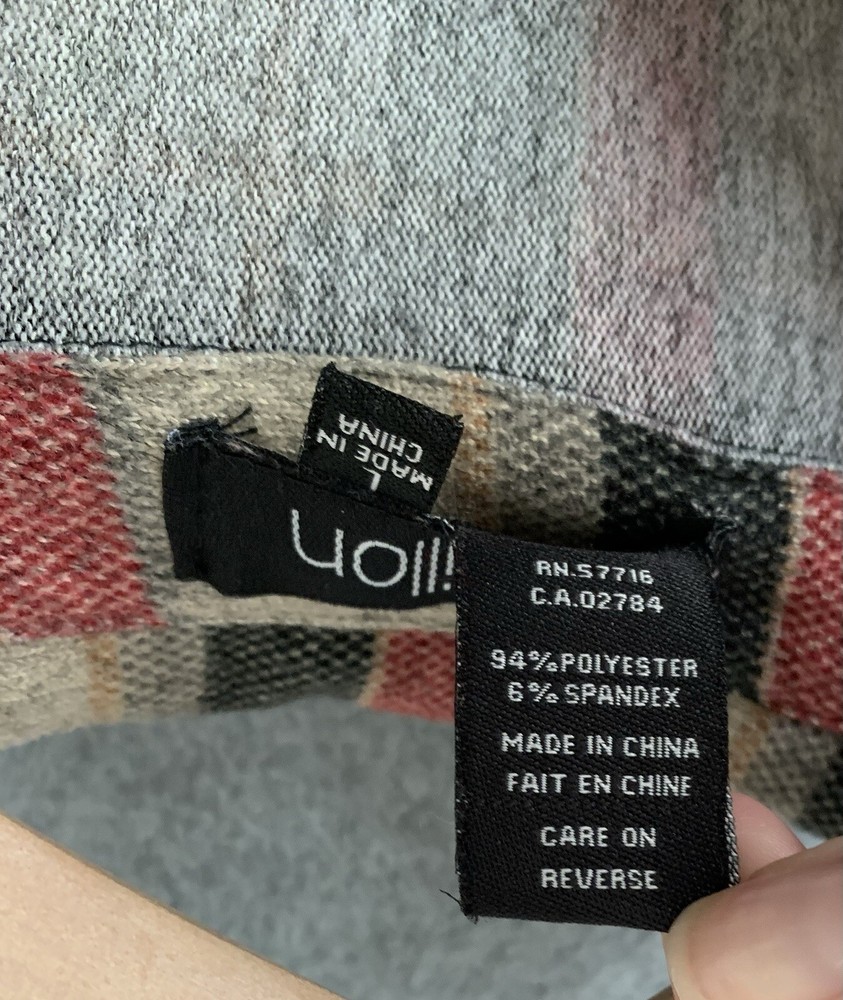 L
MADE IN
CHINA
illon
RN.57716
C.A.02784
94% POLYESTER
6% SPANDEX
MADE IN CHINA
FAIT EN CHINE
CARE ON
REVERSE